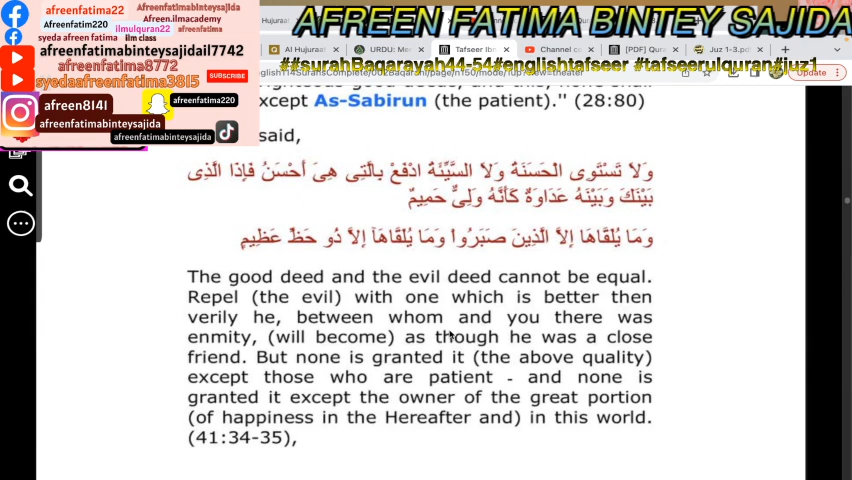 afreenfatima22
Afreenfatimabinteysajida
Afreen.ilmacademy
Afreenfatima220
ilmulquran22
afreenfatima
syeda afreen fatima
ilm class
afreenfatimabinteysajidail7742
afreenfatima8772
syedaafreenfatima3815
SUBSCRIBE
afreen8141
afreenfatima220
afreenfatimabinteysajida
afreenfatimabinteysajida
AFREEN FATIMA BINTEY SAJIDA
Al Hujuraat
URDU: Mer
Tafseer Ibn
Channel co
[PDF] Qura
Juz 1-3.pd
##surahBaqarayah44-54#englishtafseer #tafseerulquran#juz1
Update
except As-Sabirun (the patient)." (28:80)
said,
وَلاَ تَسْتَوِى الْحَسَنَةُ وَلاَ السَّيِّئَةُ ادْفَعْ بِالَّتِى هِىَ أَحْسَنُ فَإِذَا الَّذِى
بَيْنَكَ وَبَيْنَهُ عَدَاوَةٌ كَأَنَّهُ وَلِىٌّ حَمِيمٌ
وَمَا يُلَقَّاهَا إِلاَّ الَّذِينَ صَبَرُواْ وَمَا يُلَقَّاهَآ إِلاَّ ذُو حَظِّ عَظِيمٍ
The good deed and the evil deed cannot be equal.
Repel (the evil) with one which is better then
verily he, between whom and you there was
enmity, (will become) as though he was a close
friend. But none is granted it (the above quality)
except those who are patient - and none is
granted it except the owner of the great portion
(of happiness in the Hereafter and) in this world.
(41:34-35),